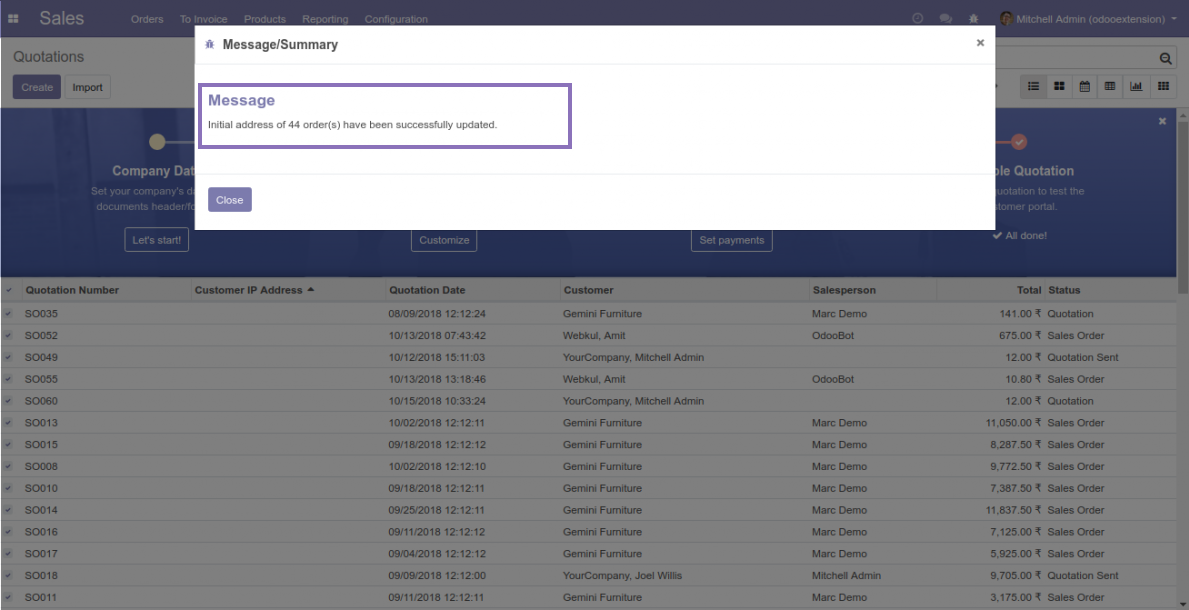 Sales Orders To Invoice Products Reporting Configuration Mitchell Admin (odooextension)
Message/Summary
×
Quotations
Create Import
Message
Initial address of 44 order(s) have been successfully updated.
Close
Company Dat
Set your company's da
documents header/fo
Let's start!
Customize
Set payments
ple Quotation
uotation to test the
stomer portal.
All done!
Quotation Number Customer IP Address Quotation Date Customer Salesperson Total Status
SO035 08/09/2018 12:12:24 Gemini Furniture Marc Demo 141.00 ₹ Quotation
SO052 10/13/2018 07:43:42 Webkul, Amit OdooBot 675.00 ₹ Sales Order
SO049 10/12/2018 15:11:03 YourCompany, Mitchell Admin 12.00 ₹ Quotation Sent
SO055 10/13/2018 13:18:46 Webkul, Amit OdooBot 10.80 ₹ Sales Order
SO060 10/15/2018 10:33:24 YourCompany, Mitchell Admin 12.00 ₹ Quotation
SO013 10/02/2018 12:12:11 Gemini Furniture Marc Demo 11,050.00 ₹ Sales Order
SO015 09/18/2018 12:12:12 Gemini Furniture Marc Demo 8,287.50 ₹ Sales Order
SO008 10/02/2018 12:12:10 Gemini Furniture Marc Demo 9,772.50 ₹ Sales Order
SO010 09/18/2018 12:12:11 Gemini Furniture Marc Demo 7,387.50 ₹ Sales Order
SO014 09/25/2018 12:12:11 Gemini Furniture Marc Demo 11,837.50 ₹ Sales Order
SO016 09/11/2018 12:12:12 Gemini Furniture Marc Demo 7,125.00 ₹ Sales Order
SO017 09/04/2018 12:12:12 Gemini Furniture Marc Demo 5,925.00 ₹ Sales Order
SO018 09/09/2018 12:12:00 YourCompany, Joel Willis Mitchell Admin 9,705.00 ₹ Quotation Sent
SO011 09/11/2018 12:12:11 Gemini Furniture Marc Demo 3,175.00 ₹ Sales Order